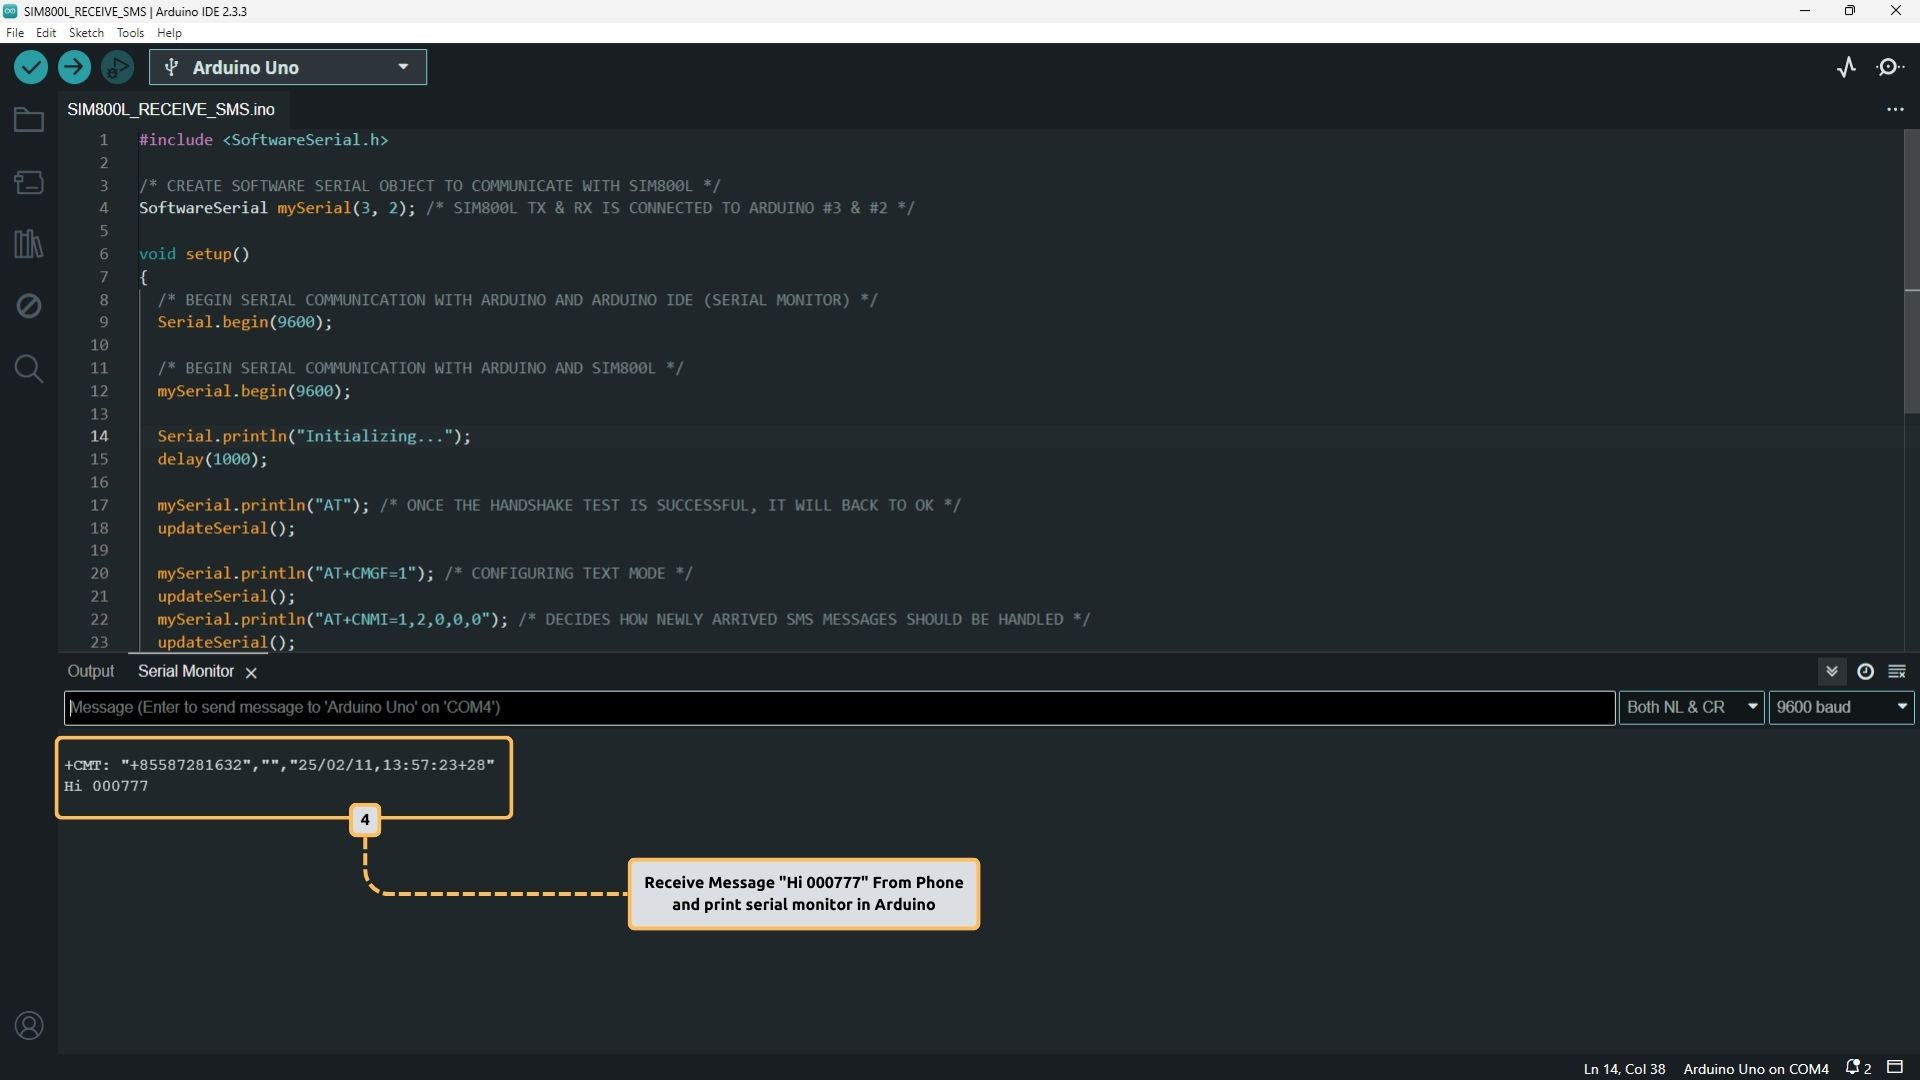 SIM800L_RECEIVE_SMS | Arduino IDE 2.3.3
File Edit Sketch Tools Help
Arduino Uno
SIM800L_RECEIVE_SMS.ino
1 #include <SoftwareSerial.h>
2
3 /* CREATE SOFTWARE SERIAL OBJECT TO COMMUNICATE WITH SIM800L */
4 SoftwareSerial mySerial(3, 2); /* SIM800L TX & RX IS CONNECTED TO ARDUINO #3 & #2 */
5
6 void setup()
7 {
8 /* BEGIN SERIAL COMMUNICATION WITH ARDUINO AND ARDUINO IDE (SERIAL MONITOR) */
9 Serial.begin(9600);
10
11 /* BEGIN SERIAL COMMUNICATION WITH ARDUINO AND SIM800L */
12 mySerial.begin(9600);
13
14 Serial.println("Initializing...");
15 delay(1000);
16
17 mySerial.println("AT"); /* ONCE THE HANDSHAKE TEST IS SUCCESSFUL, IT WILL BACK TO OK */
18 updateSerial();
19
20 mySerial.println("AT+CMGF=1"); /* CONFIGURING TEXT MODE */
21 updateSerial();
22 mySerial.println("AT+CNMI=1,2,0,0,0"); /* DECIDES HOW NEWLY ARRIVED SMS MESSAGES SHOULD BE HANDLED */
23 updateSerial();
Output Serial Monitor
Message (Enter to send message to 'Arduino Uno' on 'COM4') Both NL & CR 9600 baud
+CMT: "+85587281632","","25/02/11,13:57:23+28"
Hi 000777
4
Receive Message "Hi 000777" From Phone
and print serial monitor in Arduino
Ln 14, Col 38 Arduino Uno on COM4 2